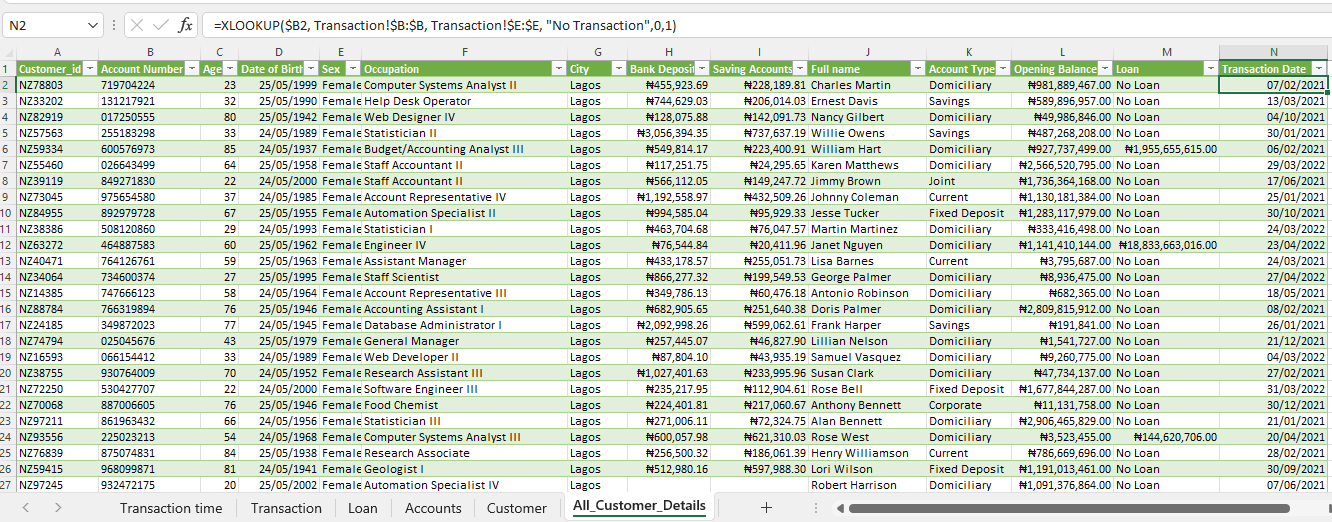 N2 fx =XLOOKUP($B2, Transaction!$B:$B, Transaction!$E:$E, "No Transaction",0,1)
A B C D E F G H I J K L M N
1 Customer_id Account Number Age Date of Birth Sex Occupation City Bank Deposit Saving Accounts Full name Account Type Opening Balance Loan Transaction Date
2 NZ78803 719704224 23 25/05/1999 Female Computer Systems Analyst II Lagos ₦455,923.69 ₦228,189.81 Charles Martin Domiciliary ₦981,889,467.00 No Loan 07/02/2021
3 NZ33202 131217921 32 24/05/1990 Female Help Desk Operator Lagos ₦629,049.03 ₦206,014.03 Ernest Davis Savings ₦589,896,957.00 No Loan 13/03/2021
4 NZ82919 017250555 80 25/05/1942 Female Web Designer IV Lagos ₦128,075.88 ₦142,091.73 Nancy Gilbert Domiciliary ₦49,986,846.00 No Loan 04/10/2021
5 NZ57563 255183298 33 24/05/1989 Female Statistician II Lagos ₦3,056,394.35 ₦737,637.19 Willie Owens Savings ₦487,268,208.00 No Loan 30/01/2021
6 NZ59334 600576973 85 24/05/1937 Female Budget/Accounting Analyst III Lagos ₦549,814.17 ₦223,400.91 William Hart Domiciliary ₦927,737,499.00 ₦1,955,655,615.00 06/02/2021
7 NZ55460 026643499 64 25/05/1958 Female Staff Accountant II Lagos ₦117,251.75 ₦24,295.65 Karen Matthews Domiciliary ₦2,566,520,795.00 No Loan 29/03/2022
8 NZ39119 849271830 22 24/05/2000 Female Staff Accountant II Lagos ₦566,112.05 ₦149,247.72 Jimmy Brown Joint ₦1,736,364,168.00 No Loan 17/06/2021
9 NZ73045 975654580 37 24/05/1985 Female Account Representative IV Lagos ₦1,192,558.97 ₦432,509.26 Johnny Coleman Current ₦1,130,181,384.00 No Loan 25/01/2021
10 NZ84955 892979728 67 25/05/1955 Female Automation Specialist II Lagos ₦994,585.04 ₦95,929.33 Jesse Tucker Fixed Deposit ₦1,283,117,979.00 No Loan 30/10/2021
11 NZ38386 508120860 29 24/05/1993 Female Statistician I Lagos ₦463,704.68 ₦76,047.57 Martin Martinez Domiciliary ₦333,416,498.00 No Loan 24/03/2022
12 NZ63272 464887583 60 25/05/1962 Female Engineer IV Lagos ₦76,544.84 ₦20,411.96 Janet Nguyen Domiciliary ₦1,141,410,144.00 ₦18,833,663,016.00 23/04/2022
13 NZ40471 764126761 59 25/05/1963 Female Assistant Manager Lagos ₦433,178.57 ₦255,051.73 Lisa Barnes Current ₦3,795,687.00 No Loan 24/03/2021
14 NZ34064 734600374 27 25/05/1995 Female Staff Scientist Lagos ₦866,277.32 ₦199,549.53 George Palmer Domiciliary ₦8,936,475.00 No Loan 27/04/2022
15 NZ14385 747666123 58 24/05/1964 Female Account Representative III Lagos ₦349,786.13 ₦60,476.18 Antonio Robinson Domiciliary ₦682,365.00 No Loan 18/05/2021
16 NZ88784 766319894 76 25/05/1946 Female Accounting Assistant I Lagos ₦682,905.65 ₦251,640.38 Doris Palmer Domiciliary ₦2,809,815,912.00 No Loan 08/02/2021
17 NZ24185 349872023 77 24/05/1945 Female Database Administrator I Lagos ₦2,092,998.26 ₦599,062.61 Frank Harper Savings ₦191,841.00 No Loan 26/01/2021
18 NZ74794 025045676 43 25/05/1979 Female General Manager Lagos ₦257,445.07 ₦46,827.90 Lillian Nelson Domiciliary ₦1,541,727.00 No Loan 21/12/2021
19 NZ16593 066154412 33 24/05/1989 Female Web Developer II Lagos ₦87,804.10 ₦43,935.19 Samuel Vasquez Domiciliary ₦9,260,775.00 No Loan 04/03/2022
20 NZ38755 930764009 70 24/05/1952 Female Research Assistant III Lagos ₦1,027,401.63 ₦233,995.96 Susan Clark Domiciliary ₦47,734,137.00 No Loan 27/02/2021
21 NZ72250 530427707 22 24/05/2000 Female Software Engineer III Lagos ₦235,217.95 ₦112,904.61 Rose Bell Fixed Deposit ₦1,677,844,287.00 No Loan 31/03/2022
22 NZ70068 887006605 76 25/05/1946 Female Food Chemist Lagos ₦224,401.81 ₦217,060.67 Anthony Bennett Corporate ₦11,131,758.00 No Loan 30/12/2021
23 NZ97211 861963432 66 24/05/1956 Female Statistician III Lagos ₦271,006.11 ₦72,324.75 Alan Bennett Domiciliary ₦2,906,465,829.00 No Loan 21/01/2021
24 NZ93556 225023213 54 24/05/1968 Female Computer Systems Analyst III Lagos ₦600,057.98 ₦621,310.03 Rose West Domiciliary ₦3,523,455.00 ₦144,620,706.00 20/04/2021
25 NZ76839 875074831 84 25/05/1938 Female Research Associate Lagos ₦256,500.32 ₦186,061.39 Henry Williamson Current ₦786,669,696.00 No Loan 28/02/2021
26 NZ59415 968099871 81 24/05/1941 Female Geologist I Lagos ₦512,980.16 ₦597,988.30 Lori Wilson Fixed Deposit ₦1,191,013,461.00 No Loan 30/09/2021
27 NZ97245 932472175 20 25/05/2002 Female Automation Specialist IV Lagos Robert Harrison Domiciliary ₦1,091,376,864.00 No Loan 07/06/2021
Transaction time Transaction Loan Accounts Customer All_Customer_Details